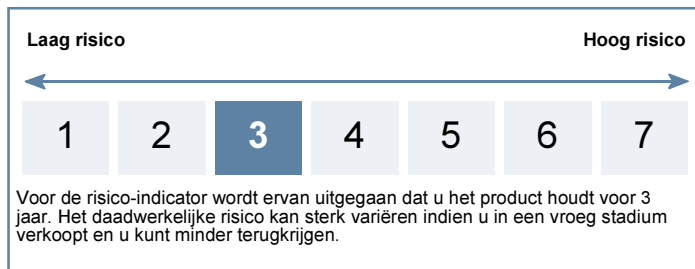 Laag risico Hoog risico
1 2 3 4 5 6 7
Voor de risico-indicator wordt ervan uitgegaan dat u het product houdt voor 3
jaar. Het daadwerkelijke risico kan sterk variëren indien u in een vroeg stadium
verkoopt en u kunt minder terugkrijgen.